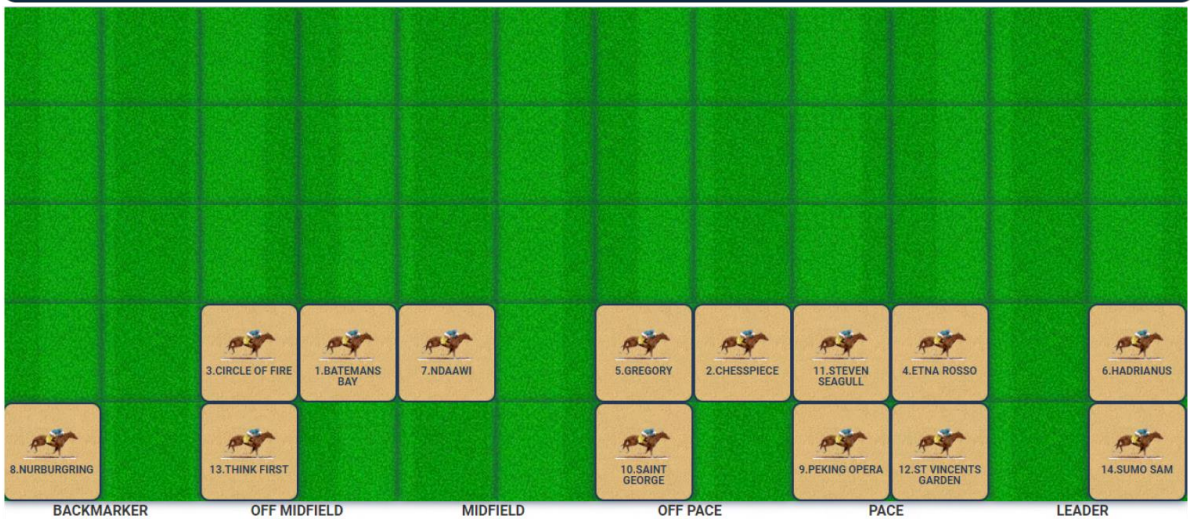 3.CIRCLE OF FIRE
1.BATEMANS
BAY
7.NDAAWI
5.GREGORY
2.CHESSPIECE
11.STEVEN
SEAGULL
4.ETNA ROSSO
6.HADRIANUS
8.NURBURGRING
13.THINK FIRST
10.SAINT
GEORGE
9.PEKING OPERA
12.ST VINCENTS
GARDEN
14.SUMO SAM
BACKMARKER
OFF MIDFIELD
MIDFIELD
OFF PACE
PACE
LEADER